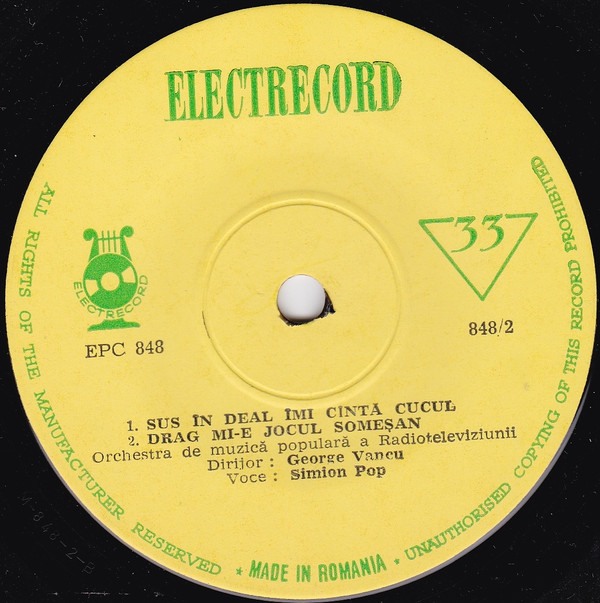 ELECTRECORD
33
ELECTRECORD
EPC 848
848/2
1. SUS ÎN DEAL ÎMI CÎNTĂ CUCUL
2. DRAG MI-E JOCUL SOMEŞAN
Orchestra de muzică populară a Radioteleviziunii
Dirijor : George Vancu
Voce : Simion Pop
ALL RIGHTS OF THE MANUFACTURER RESERVED * MADE IN ROMANIA * UNAUTHORISED COPYING OF THIS RECORD PROHIBITED